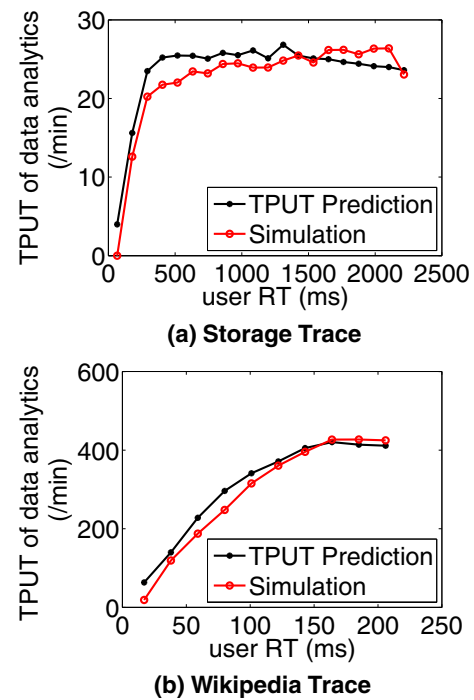 30
20
10
0
TPUT of data analytics
(/min)
TPUT Prediction
Simulation
0 500 1000 1500 2000 2500
user RT (ms)
(a) Storage Trace
600
400
200
0
TPUT of data analytics
(/min)
TPUT Prediction
Simulation
0 50 100 150 200 250
user RT (ms)
(b) Wikipedia Trace